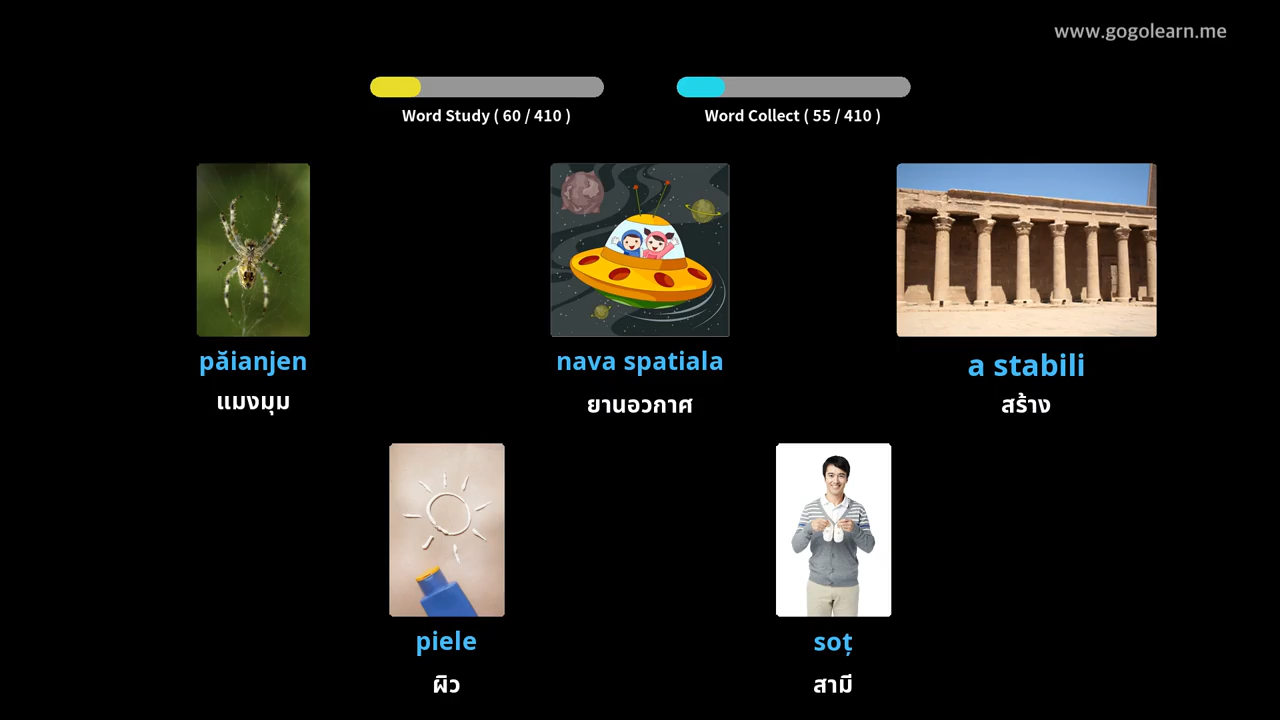 www.gogolearn.me
Word Study ( 60 / 410 )
Word Collect ( 55 / 410 )
păianjen
แมงมุม
nava spatiala
ยานอวกาศ
a stabili
สร้าง
piele
ผิว
soț
สามี